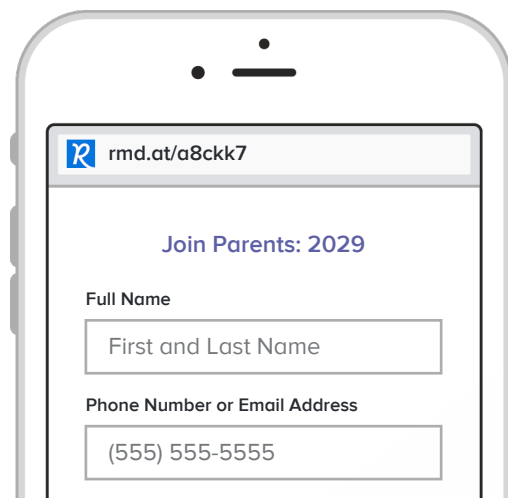 rmd.at/a8ckk7
Join Parents: 2029
Full Name
First and Last Name
Phone Number or Email Address
(555) 555-5555